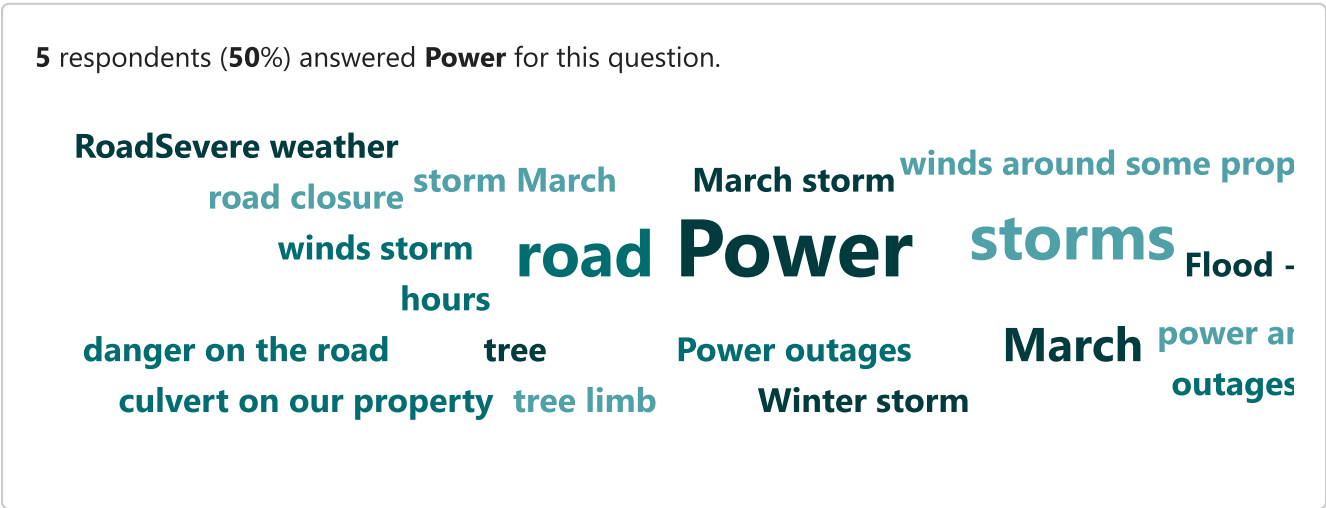 5 respondents (50%) answered Power for this question.
RoadSevere weather
winds around some prop
storm March
March storm
road closure
winds storm
road
Power
storms
Flood -
hours
danger on the road
tree
Power outages
March
power
outages
culvert on our property
tree limb
Winter storm